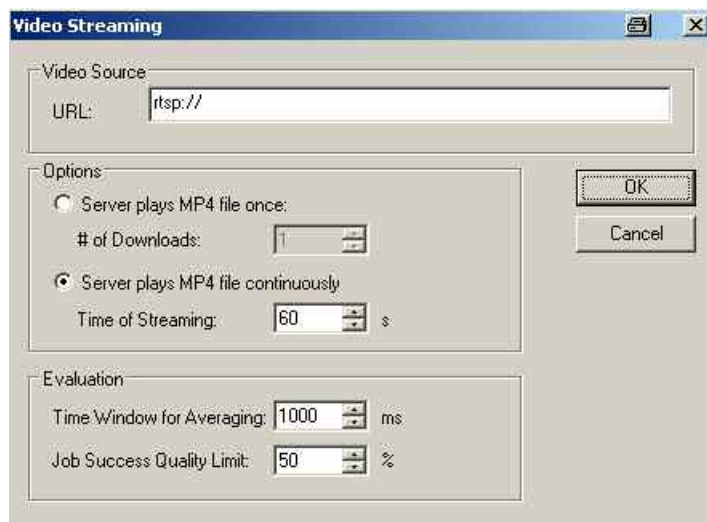 Video Streaming
Video Source
URL: rtsp://
Options
Server plays MP4 file once:
# of Downloads: 1
Server plays MP4 file continuously
Time of Streaming: 60 s
OK
Cancel
Evaluation
Time Window for Averaging: 1000 ms
Job Success Quality Limit: 50 %